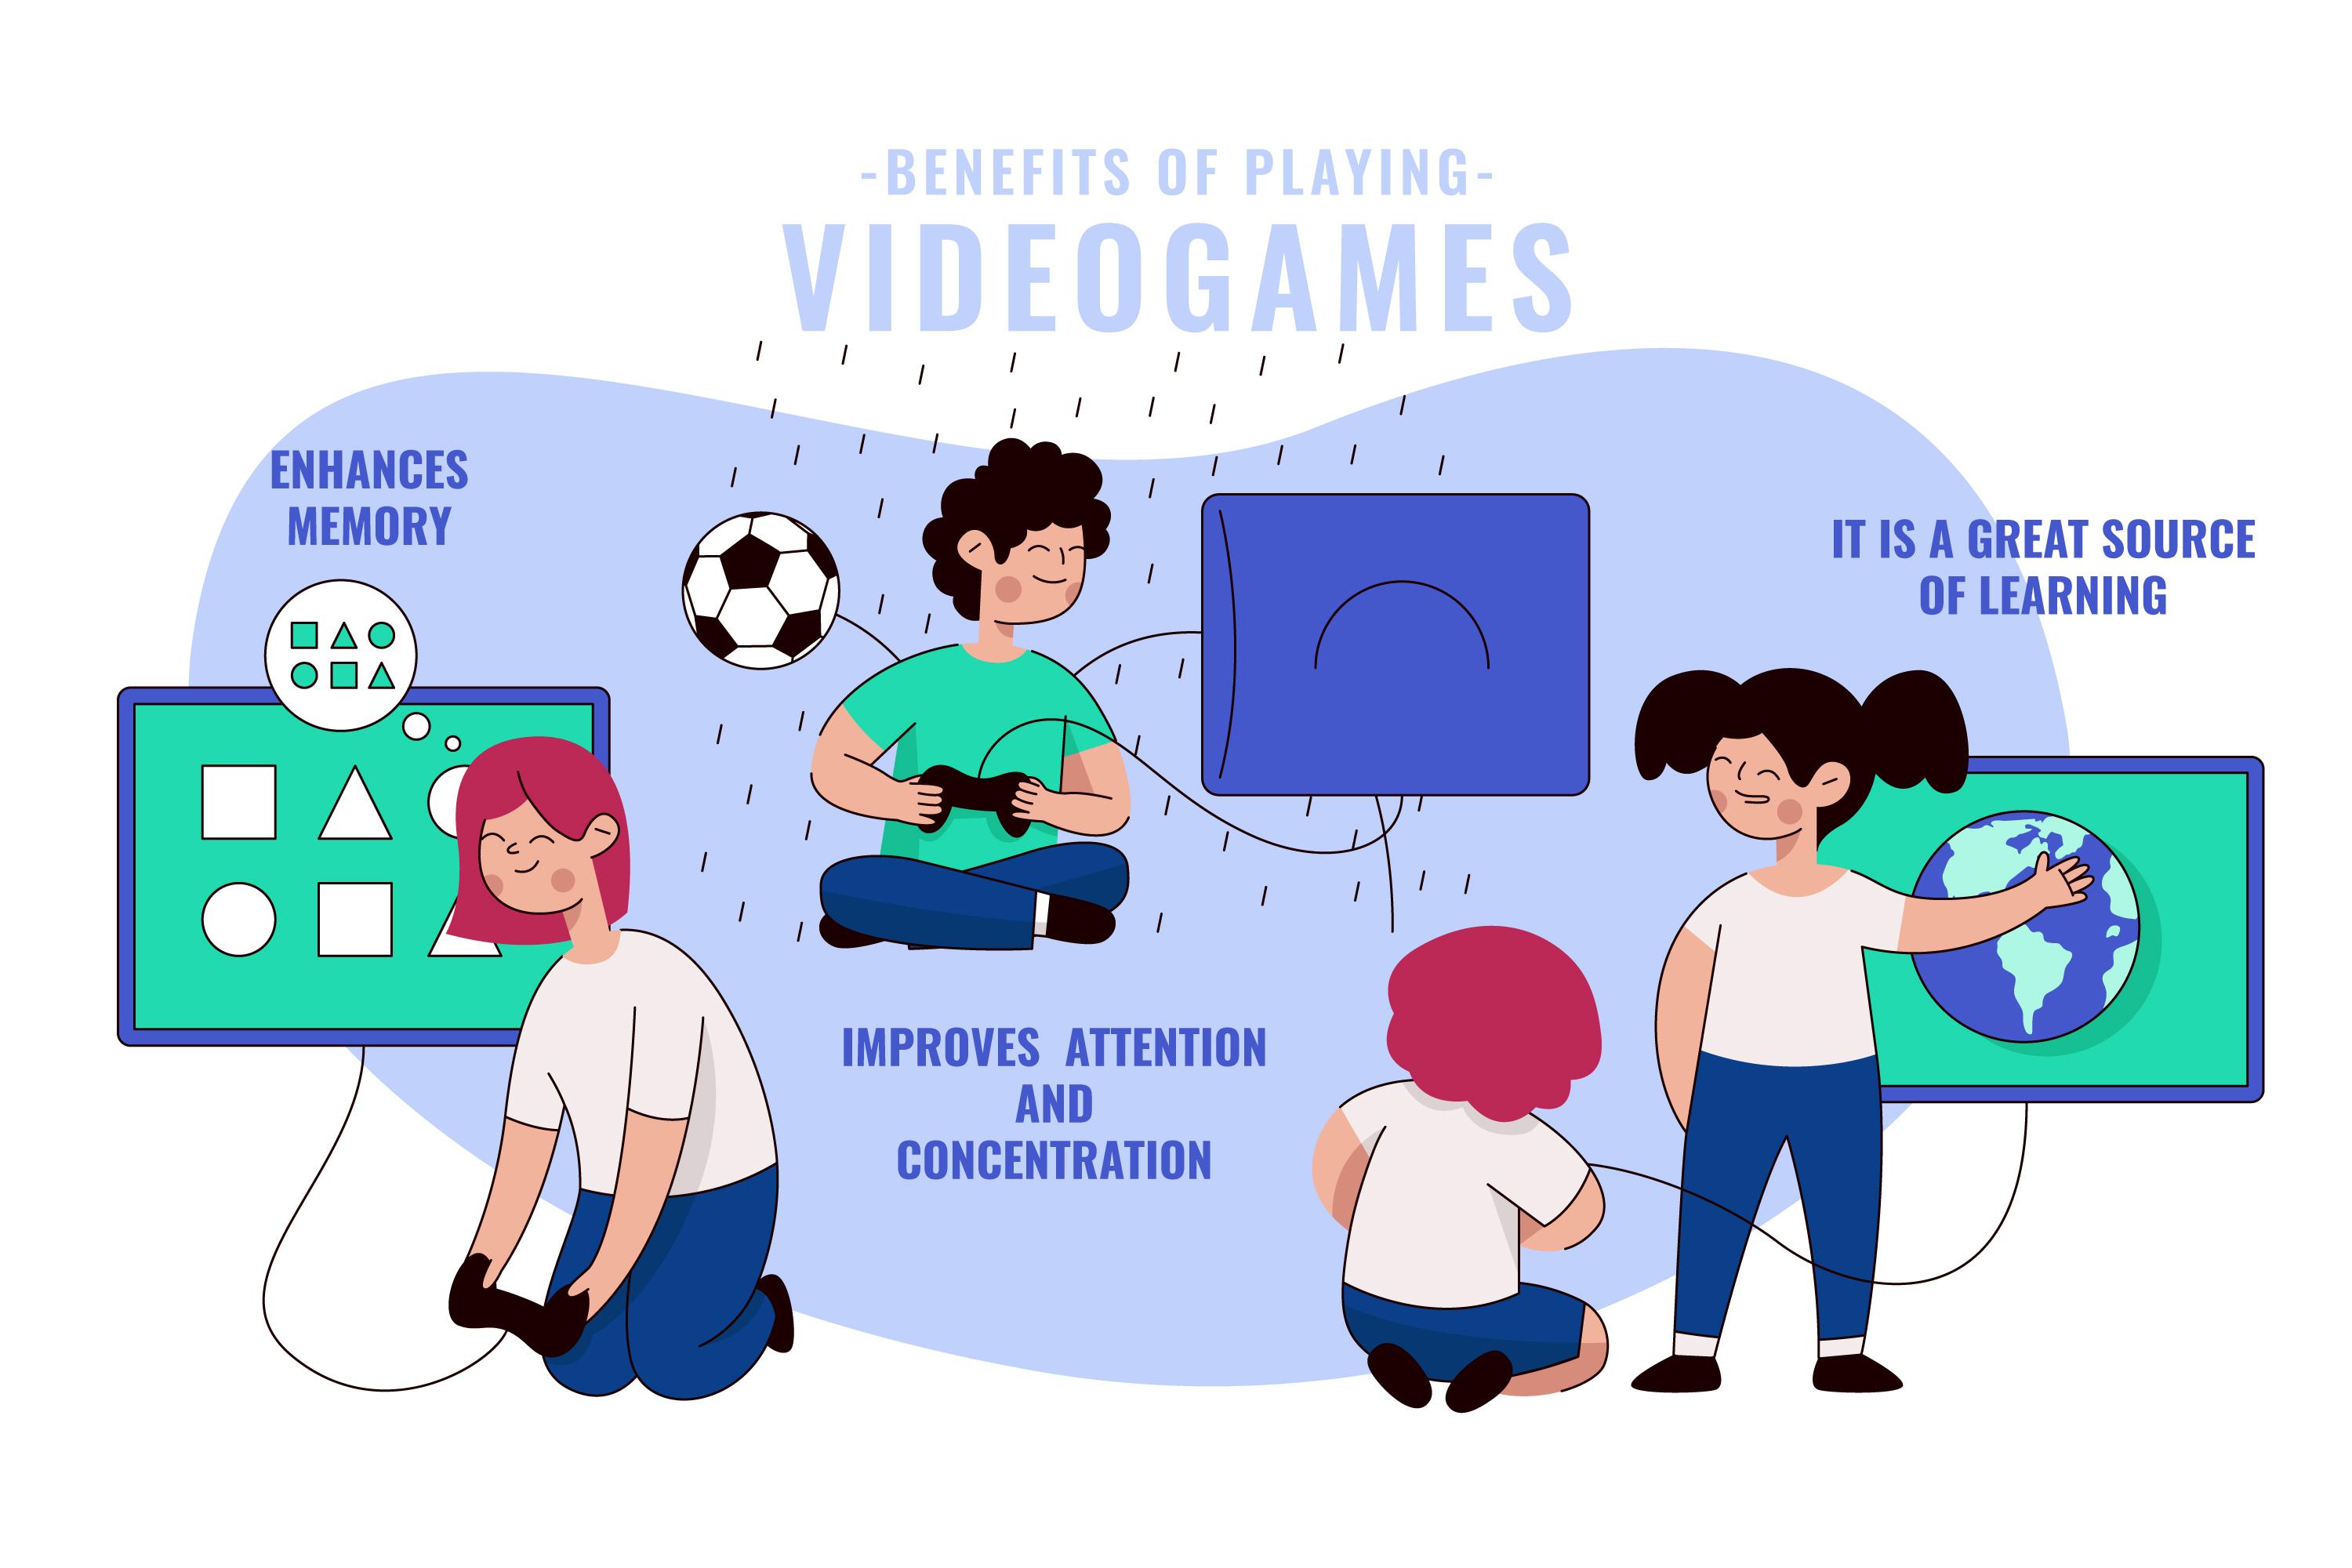 -BENEFITS OF PLAYING-
VIDEOGAMES
ENHANCES
MEMORY
IT IS A GREAT SOURCE
OF LEARNING
IMPROVES ATTENTION
AND
CONCENTRATION